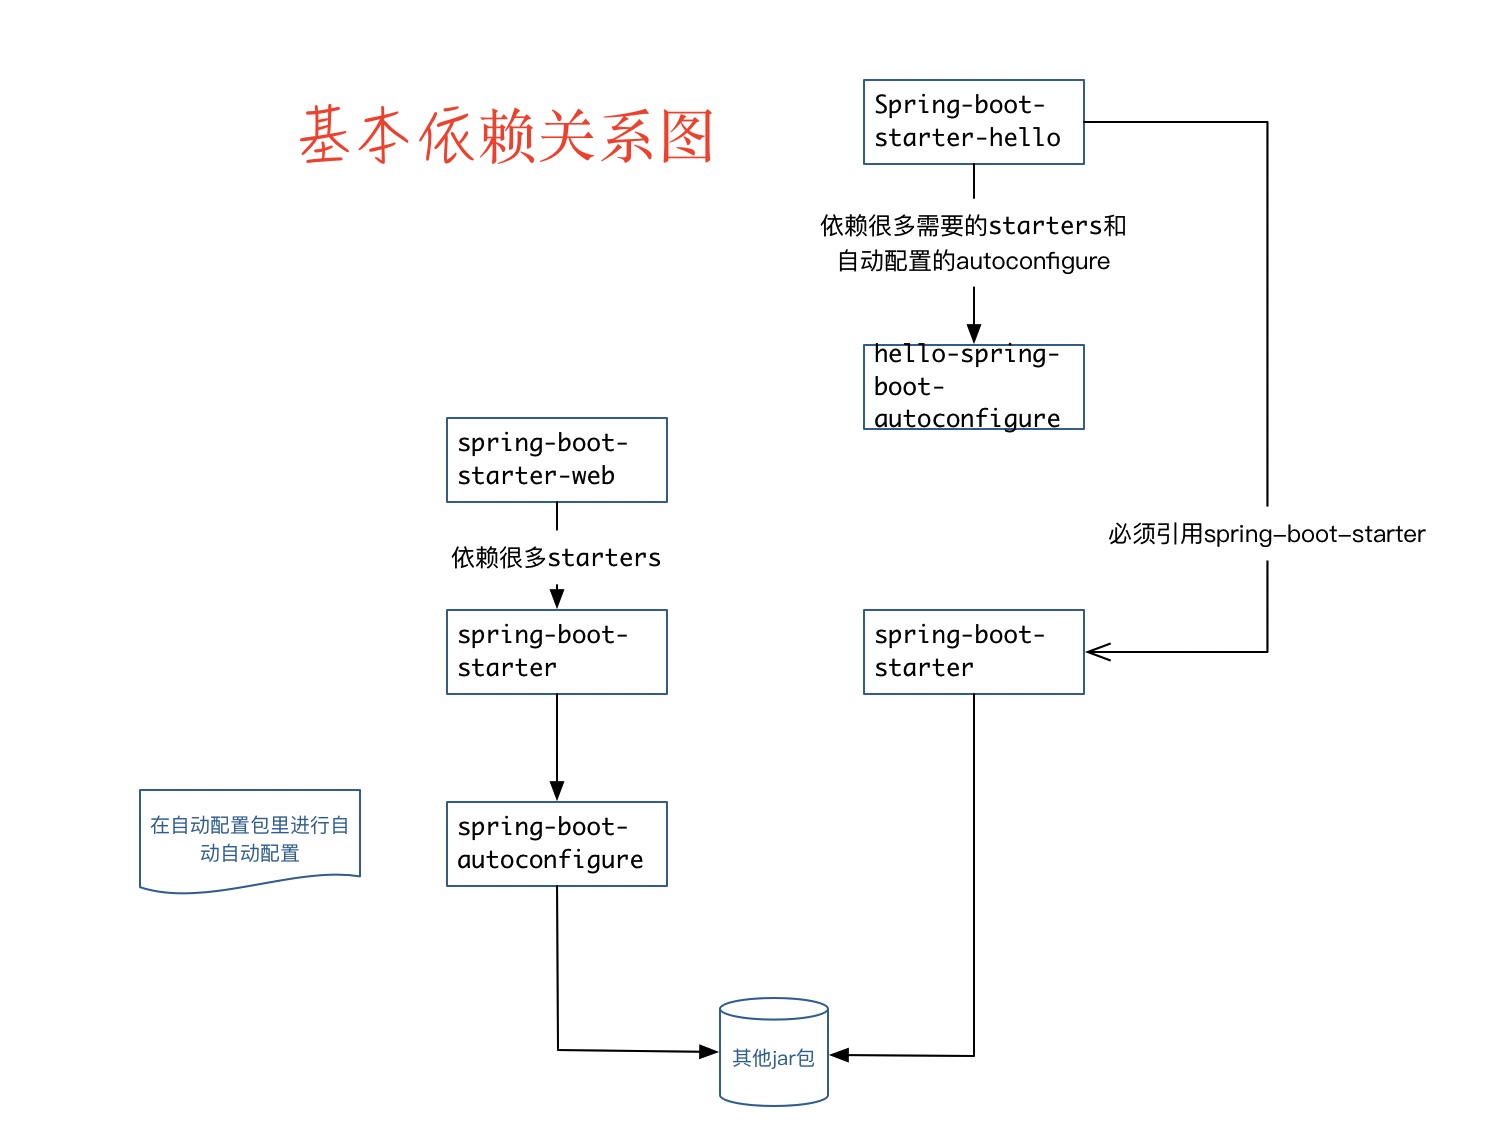 基本依赖关系图
Spring-boot-
starter-hello
依赖很多需要的starters和
自动配置的autoconfigure
hello-spring-
boot-
autoconfigure
spring-boot-
starter-web
依赖很多starters
必须引用spring-boot-starter
spring-boot-
starter
spring-boot-
starter
在自动配置包里进行自
动自动配置
spring-boot-
autoconfigure
其他jar包